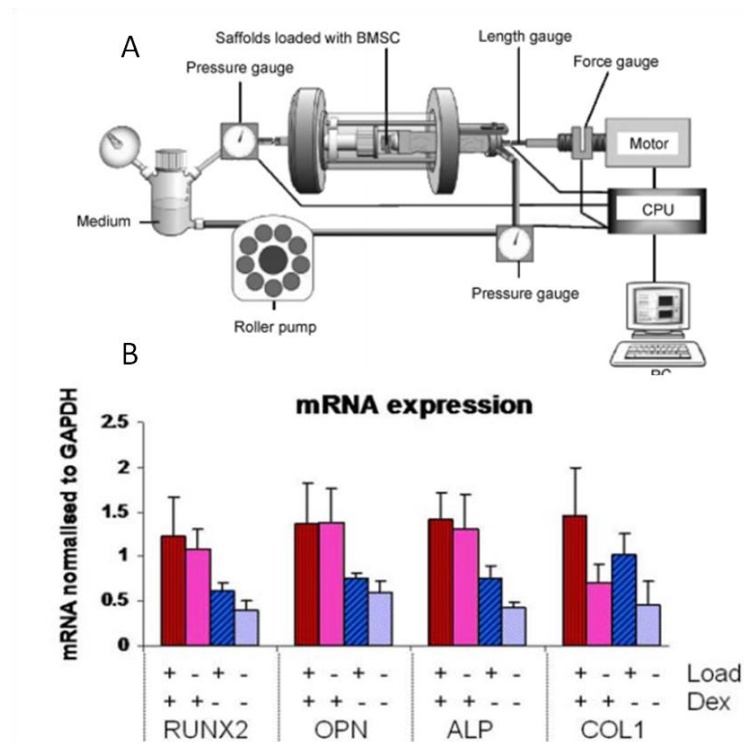 A
Saffolds loaded with BMSC
Length gauge
Pressure gauge
Force gauge
Motor
CPU
Medium
Pressure gauge
Roller pump
PC
B
mRNA expression
mRNA normalised to GAPDH
2.5
2
1.5
1
0.5
0
+ - + - + - + - + - + - + - + - Load
+ + - - + + - - + + - - + + - - Dex
RUNX2 OPN ALP COL1